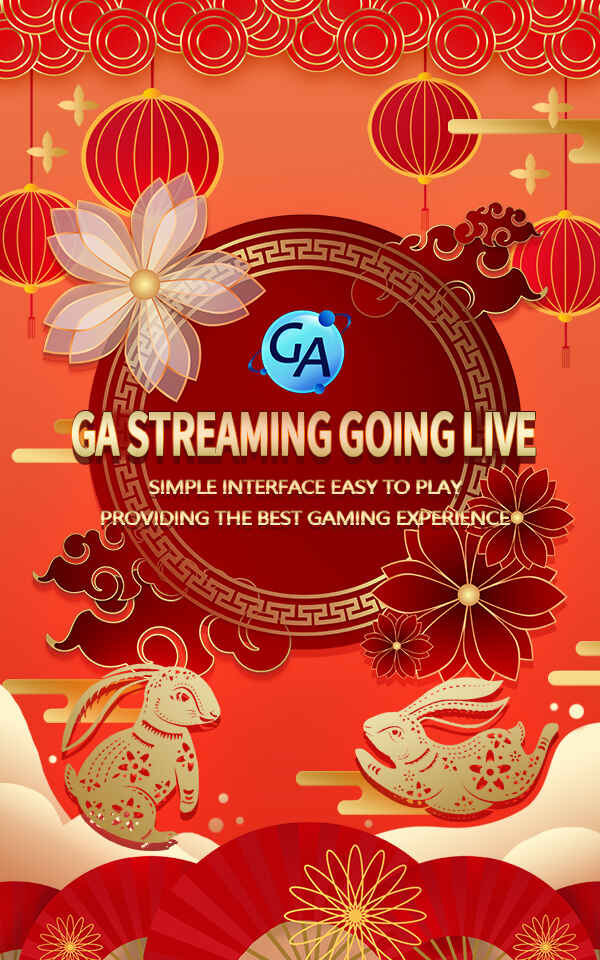 GA
GA STREAMING GOING LIVE
SIMPLE INTERFACE EASY TO PLAY
PROVIDING THE BEST GAMING EXPERIENCE